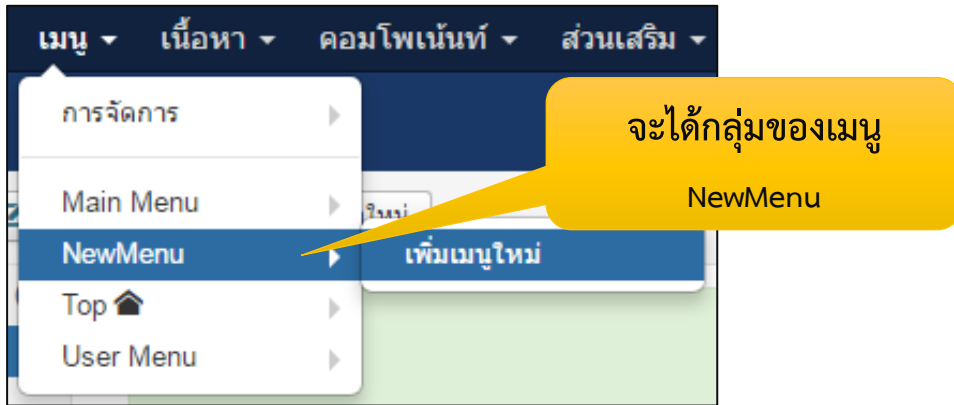 เมนู เนื้อหา คอมโพเน้นท์ ส่วนเสริม
การจัดการ
จะได้กลุ่มของเมนู
NewMenu
Main Menu
NewMenu
เพิ่มเมนูใหม่
Top
User Menu